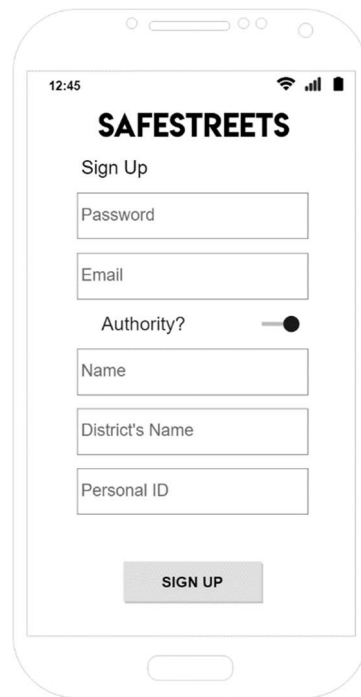 12:45
SAFESTREETS
Sign Up
Password
Email
Authority?
Name
District's Name
Personal ID
SIGN UP